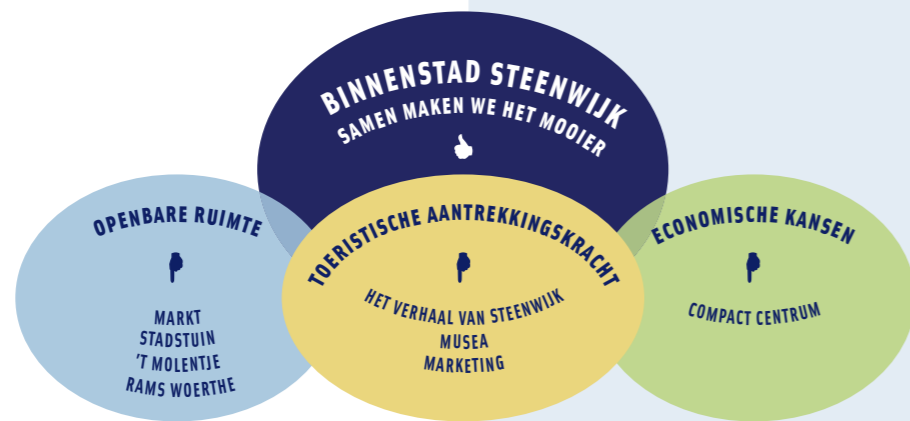 BINNENSTAD STEENWIJK
SAMEN MAKEN WE HET MOOIER
OPENBARE RUIMTE
MARKT
STADSTUIN
'T MOLENTJE
RAMS WOERTHE
TOERISTISCHE AANTREKKINGSKRACHT
HET VERHAAL VAN STEENWIJK
MUSEA
MARKETING
ECONOMISCHE KANSEN
COMPACT CENTRUM